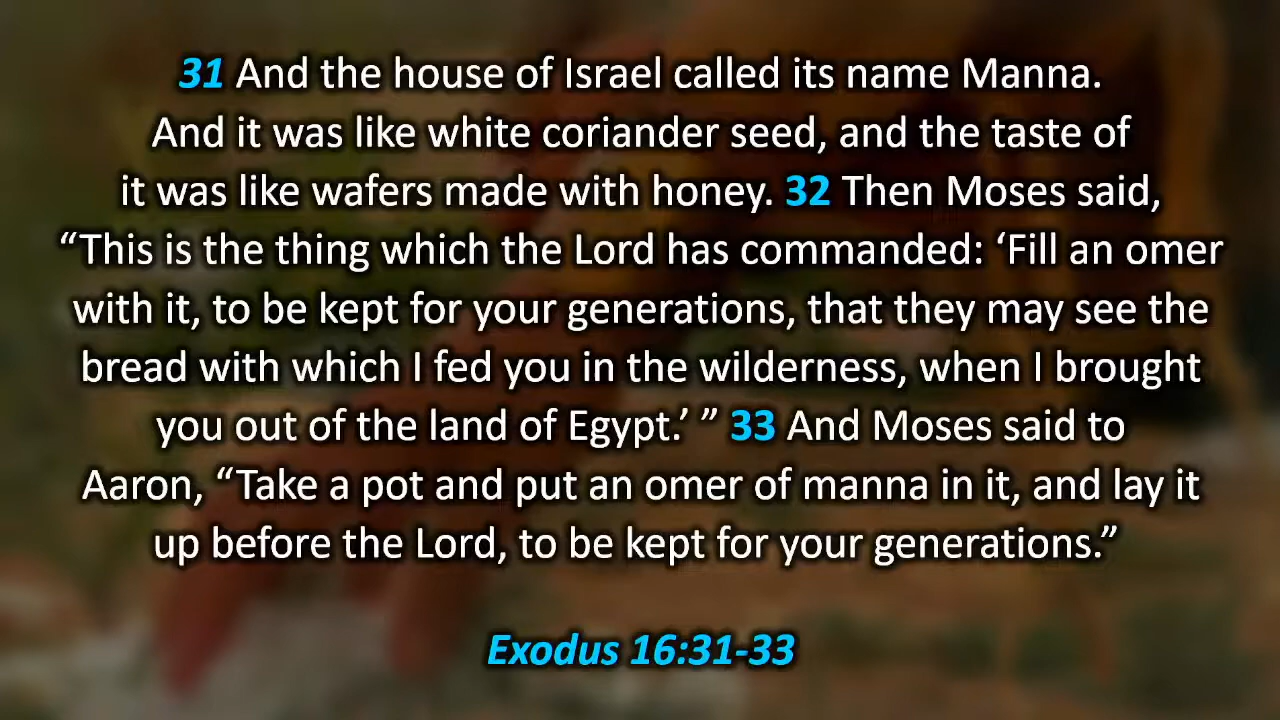 31 And the house of Israel called its name Manna.
And it was like white coriander seed, and the taste of
it was like wafers made with honey. 32 Then Moses said,
“This is the thing which the Lord has commanded: ‘Fill an omer
with it, to be kept for your generations, that they may see the
bread with which I fed you in the wilderness, when I brought
you out of the land of Egypt.’ ” 33 And Moses said to
Aaron, “Take a pot and put an omer of manna in it, and lay it
up before the Lord, to be kept for your generations.”
Exodus 16:31-33